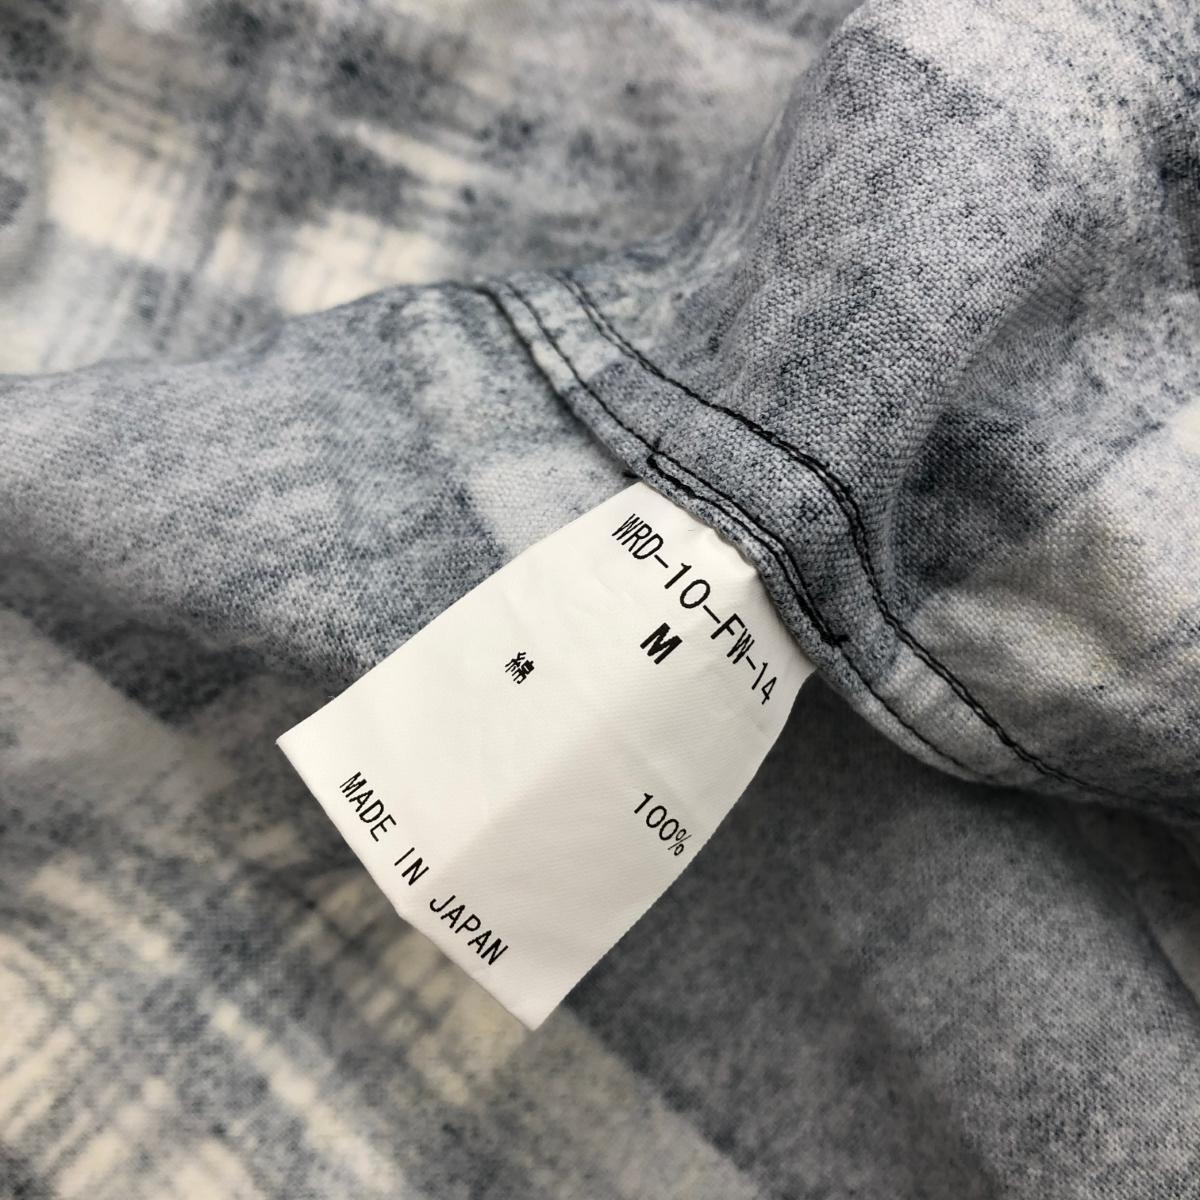 WRD-10-FW-14
M
綿 100%
MADE IN JAPAN